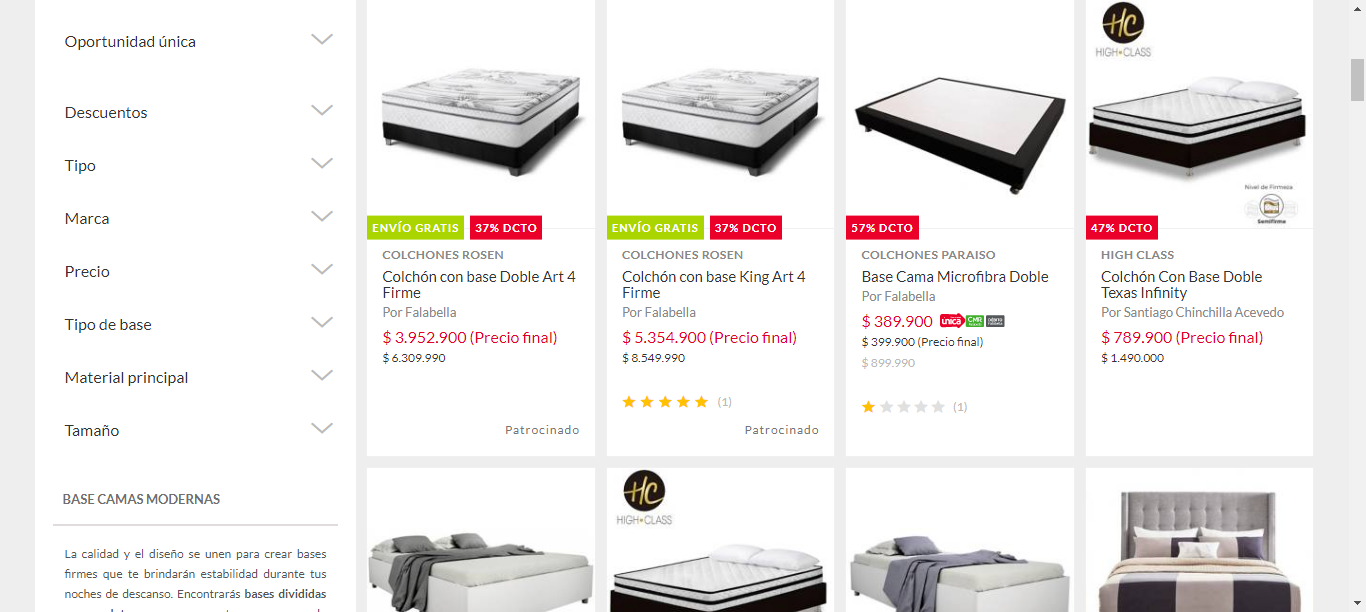 Oportunidad única
Descuentos
Tipo
Marca
Precio
Tipo de base
Material principal
Tamaño
BASE CAMAS MODERNAS
La calidad y el diseño se unen para crear bases
firmes que te brindarán estabilidad durante tus
noches de descanso. Encontrarás bases divididas
ENVÍO GRATIS 37% DCTO
COLCHONES ROSEN
Colchón con base Doble Art 4
Firme
Por Falabella
$ 3.952.900 (Precio final)
$ 6.309.990
Patrocinado
ENVÍO GRATIS 37% DCTO
COLCHONES ROSEN
Colchón con base King Art 4
Firme
Por Falabella
$ 5.354.900 (Precio final)
$ 8.549.990
(1)
Patrocinado
57% DCTO
COLCHONES PARAISO
Base Cama Microfibra Doble
Por Falabella
$ 389.900 única CMR
$ 399.900 (Precio final)
$ 899.990
(1)
HC
HIGH CLASS
Nivel de Firmeza
Semifirme
47% DCTO
HIGH CLASS
Colchón Con Base Doble
Texas Infinity
Por Santiago Chinchilla Acevedo
$ 789.900 (Precio final)
$ 1.490.000
HC
HIGH CLASS